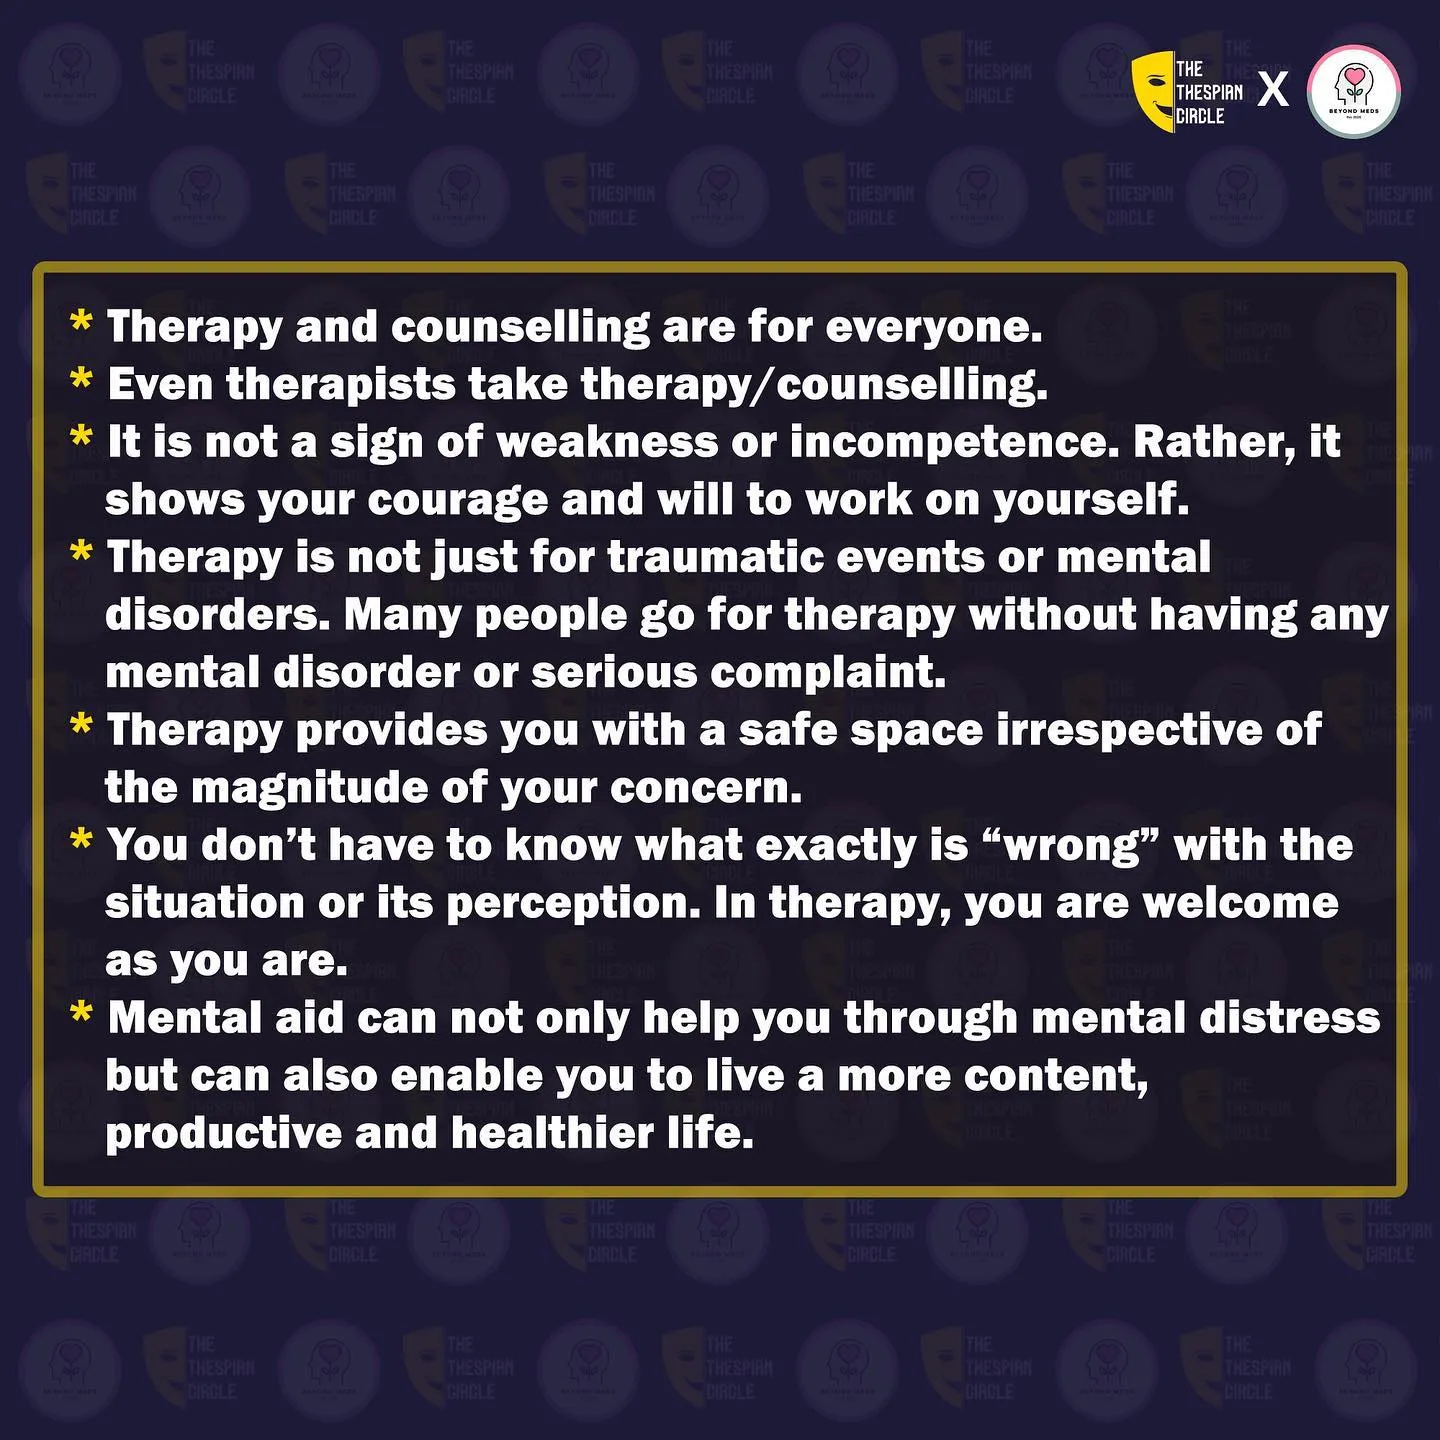 THE
THESPIAN
CIRCLE
X
BEYOND MEDS
* Therapy and counselling are for everyone.
* Even therapists take therapy/counselling.
* It is not a sign of weakness or incompetence. Rather, it
shows your courage and will to work on yourself.
* Therapy is not just for traumatic events or mental
disorders. Many people go for therapy without having any
mental disorder or serious complaint.
* Therapy provides you with a safe space irrespective of
the magnitude of your concern.
* You don’t have to know what exactly is “wrong” with the
situation or its perception. In therapy, you are welcome
as you are.
* Mental aid can not only help you through mental distress
but can also enable you to live a more content,
productive and healthier life.